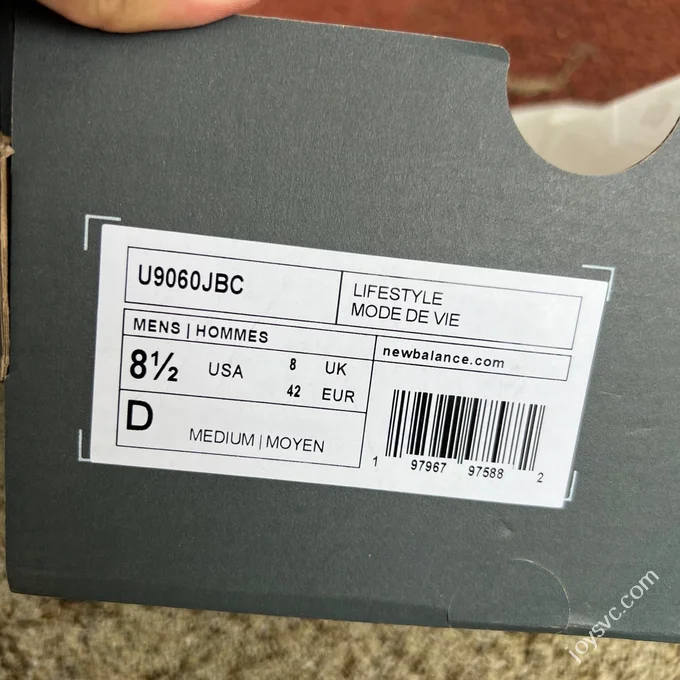 U9060JBC
LIFESTYLE
MODE DE VIE
MENS | HOMMES
newbalance.com
8½ USA 8 UK
42 EUR
D MEDIUM | MOYEN
1 97967 97588 2
joysvc.com